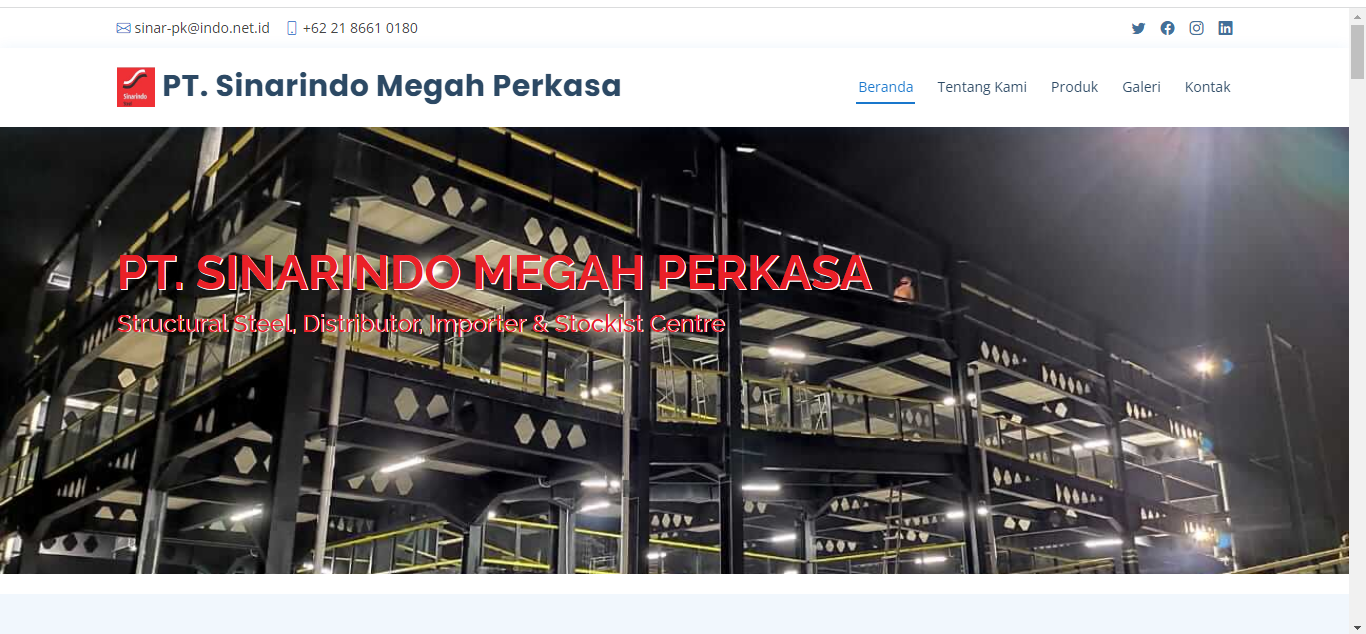 sinar-pk@indo.net.id +62 21 8661 0180
Sinarindo
PT. Sinarindo Megah Perkasa
Beranda Tentang Kami Produk Galeri Kontak
PT. SINARINDO MEGAH PERKASA
Structural Steel, Distributor, Importer & Stockist Centre